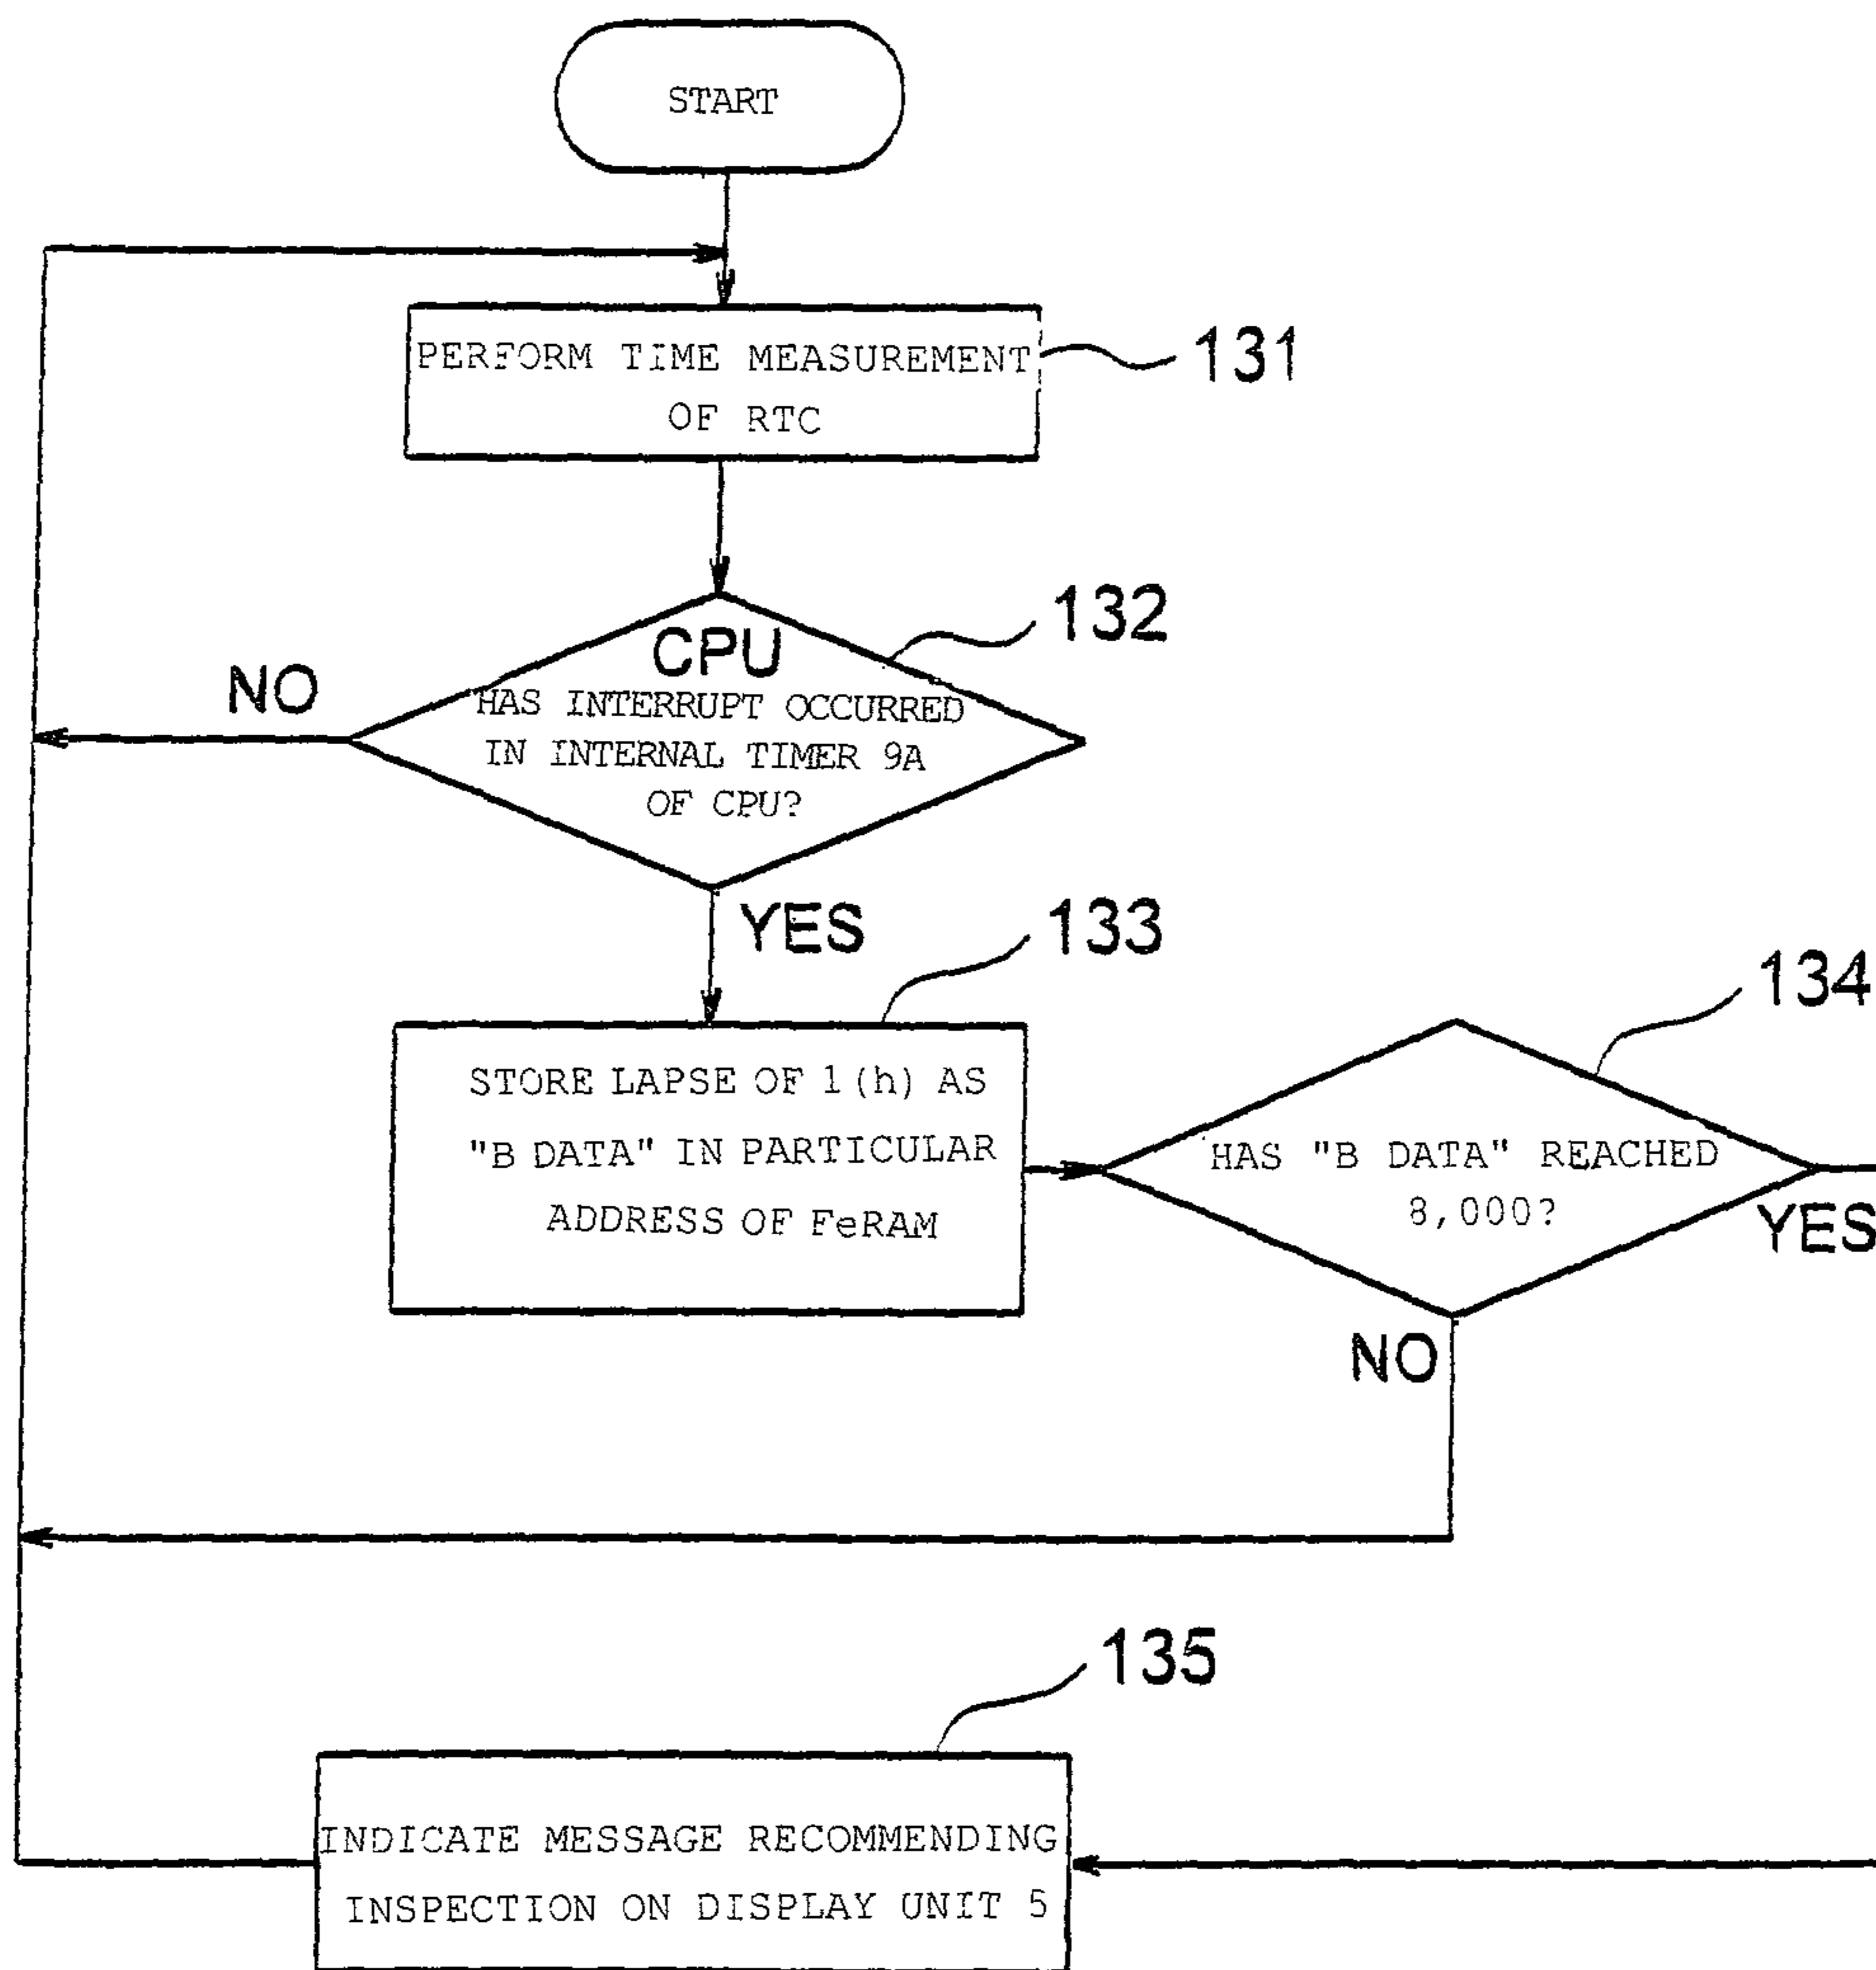 START
PERFORM TIME MEASUREMENT
OF RTC
131
132
CPU
HAS INTERRUPT OCCURRED
IN INTERNAL TIMER 9A
OF CPU?
NO
YES
133
STORE LAPSE OF 1(h) AS
"B DATA" IN PARTICULAR
ADDRESS OF FeRAM
134
HAS "B DATA" REACHED
8,000?
YES
NO
135
INDICATE MESSAGE RECOMMENDING
INSPECTION ON DISPLAY UNIT 5